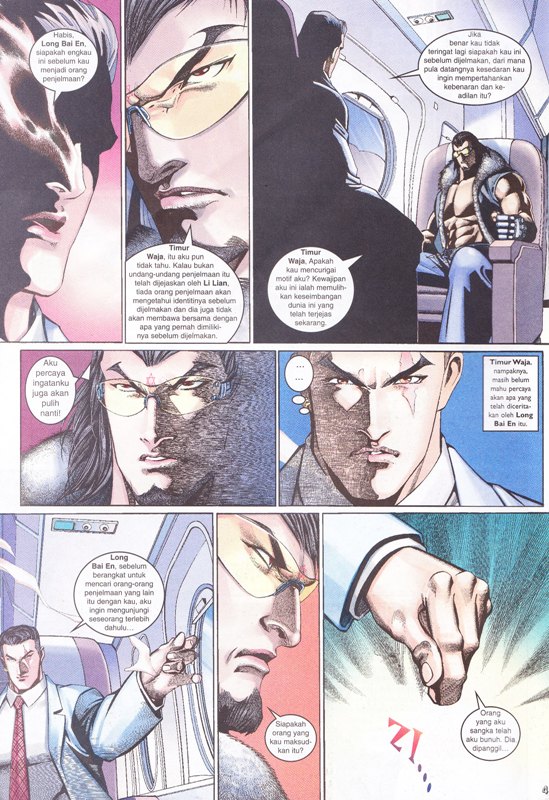 Habis,
Long Bai En,
siapakah engkau
ini sebelum kau
menjadi orang
penjelmaan?
Timur
Waja, itu aku pun
tidak tahu. Kalau bukan
undang-undang penjelmaan itu
telah dijelaskan oleh Li Lian,
tiada orang penjelmaan akan
mengetahui identitinya sebelum
dijelmakan dan dia juga tidak
akan membawa bersama dengan
apa yang pernah dimiliki-
nya sebelum dijelmakan.
Jika
benar kau tidak
teringat lagi siapakah kau ini
sebelum dijelmakan, dari mana
pula datangnya kesedaran kau
ingin mempertahankan
kebenaran dan ke-
adilan itu?
Timur
Waja, Apakah
kau mencurigai
motif aku? Kewajipan
aku ini ialah memulih-
kan keseimbangan
dunia ini yang
telah terjejas
sekarang.
Aku
percaya
ingatanku
juga akan
pulih
nanti!
...
...
Timur Waja,
nampaknya,
masih belum
mahu percaya
akan apa yang
telah dicerita-
kan oleh Long
Bai En itu.
Long
Bai En, sebelum
berangkat untuk
mencari orang-orang
penjelmaan yang lain
itu dengan kau, aku
ingin mengunjungi
seseorang terlebih
dahulu....
Siapakah
orang yang
kau maksud-
kan itu?
ZI...
Orang
yang aku
sangka telah
aku bunuh. Dia
dipanggil...
4